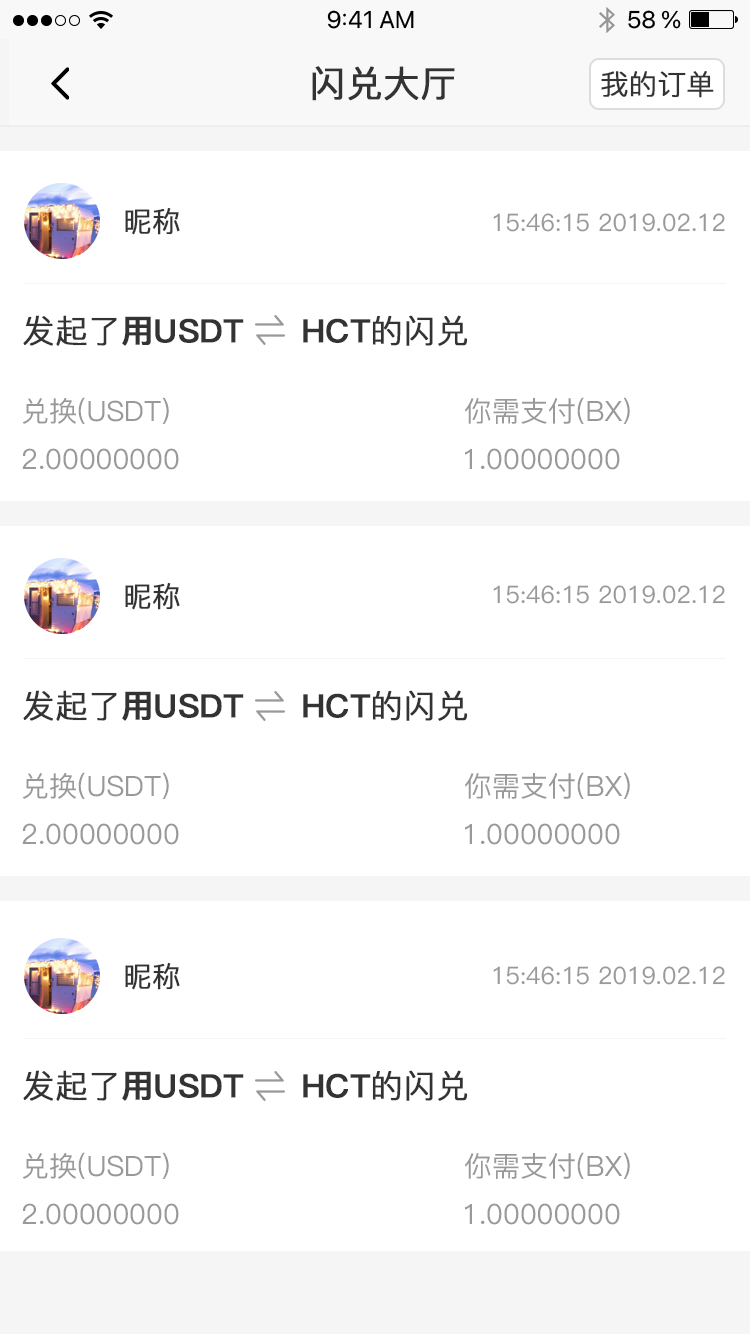 9:41 AM
58 %
闪兑大厅
我的订单
昵称
15:46:15 2019.02.12
发起了用USDT ⇌ HCT的闪兑
兑换(USDT)
你需支付(BX)
2.00000000
1.00000000
昵称
15:46:15 2019.02.12
发起了用USDT ⇌ HCT的闪兑
兑换(USDT)
你需支付(BX)
2.00000000
1.00000000
昵称
15:46:15 2019.02.12
发起了用USDT ⇌ HCT的闪兑
兑换(USDT)
你需支付(BX)
2.00000000
1.00000000